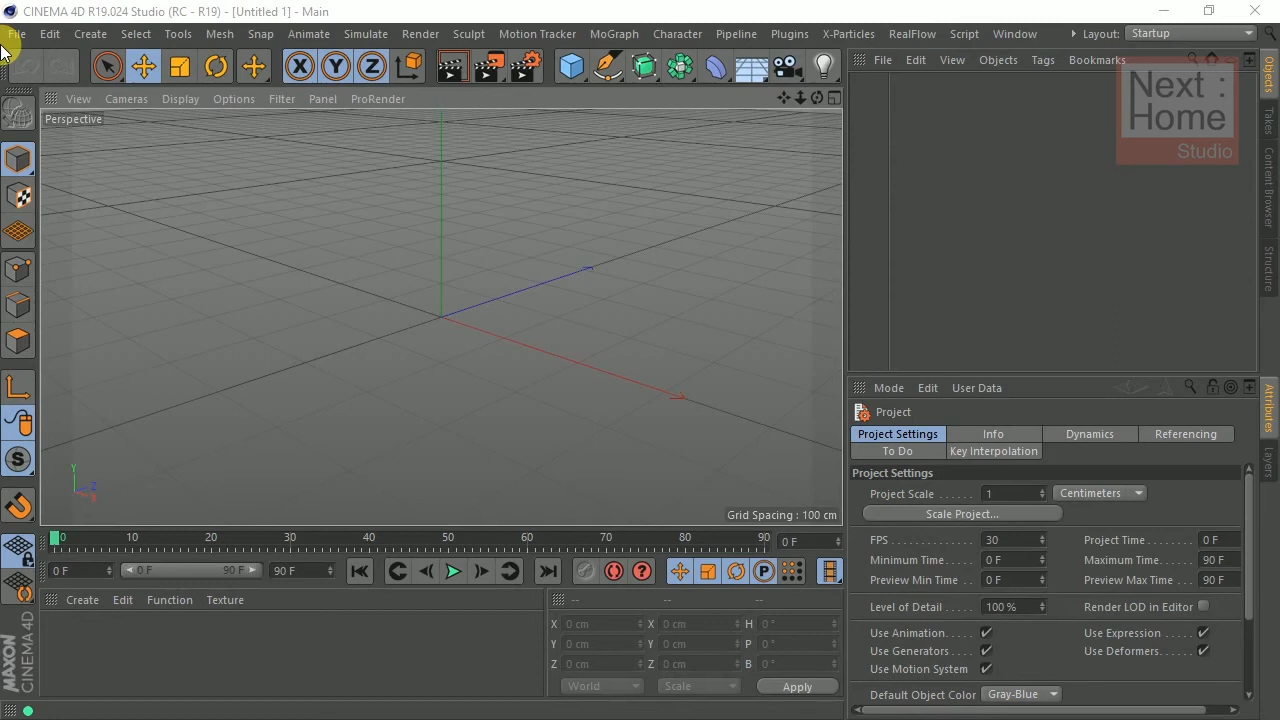 CINEMA 4D R19.024 Studio (RC - R19) - [Untitled 1] - Main
File Edit Create Select Tools Mesh Snap Animate Simulate Render Sculpt Motion Tracker MoGraph Character Pipeline Plugins X-Particles RealFlow Script Window Layout: Startup
X Y Z
File Edit View Objects Tags Bookmarks
Next :
Home
Studio
Objects
Takes
Content Browser
Structure
View Cameras Display Options Filter Panel ProRender
Perspective
Y
Z
X
Grid Spacing : 100 cm
Mode Edit User Data
Attributes
Layers
Project
Project Settings Info Dynamics Referencing
To Do Key Interpolation
Project Settings
Project Scale ...... 1 Centimeters
Scale Project...
FPS ............. 30 Project Time ........ 0 F
Minimum Time. ... 0 F Maximum Time. .... 90 F
Preview Min Time .. 0 F Preview Max Time .. 90 F
Level of Detail ..... 100 % Render LOD in Editor
Use Animation. .... Use Expression .....
Use Generators .... Use Deformers. ....
Use Motion System
Default Object Color Gray-Blue
0 10 20 30 40 50 60 70 80 90 0 F
0 F 0 F 90 F 90 F
P
S
Create Edit Function Texture
-- -- --
X 0 cm X 0 cm H 0 °
Y 0 cm Y 0 cm P 0 °
Z 0 cm Z 0 cm B 0 °
World Scale Apply
MAXON
CINEMA 4D